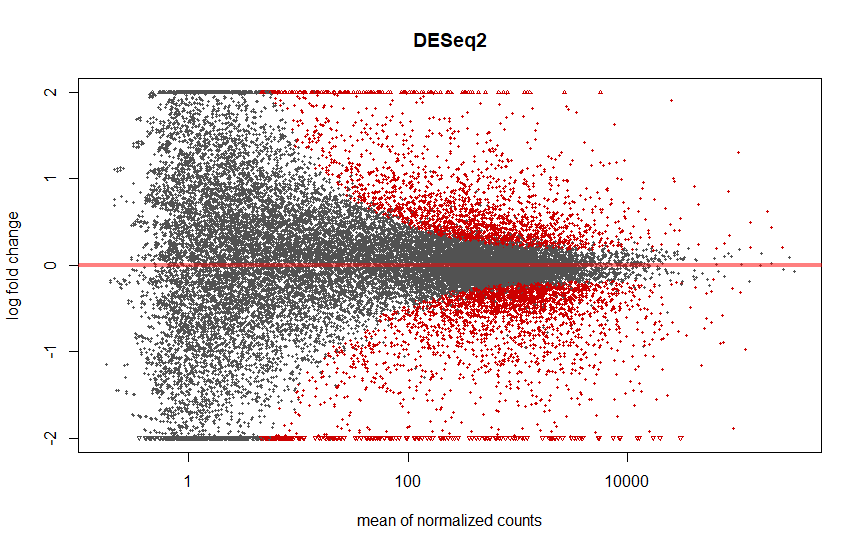 DESeq2
2
1
0
-1
-2
log fold change
1
100
10000
mean of normalized counts